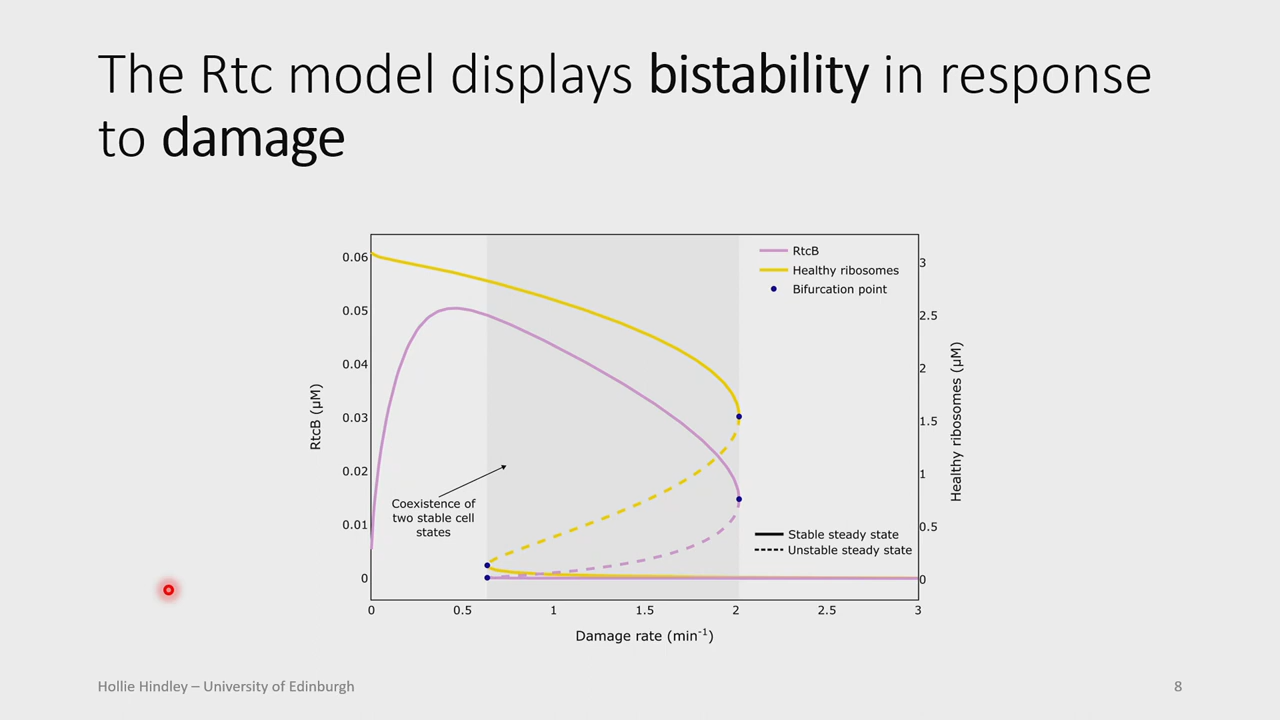 The Rtc model displays bistability in response
to damage
RtcB
Healthy ribosomes
Bifurcation point
0.06
0.05
0.04
0.03
0.02
0.01
0
RtcB (μM)
3
2.5
2
1.5
1
0.5
0
Healthy ribosomes (μM)
Coexistence of
two stable cell
states
Stable steady state
Unstable steady state
0 0.5 1 1.5 2 2.5 3
Damage rate (min⁻¹)
Hollie Hindley – University of Edinburgh
8